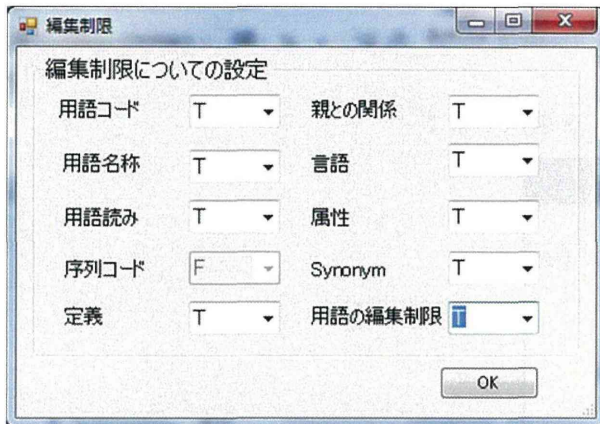 編集制限
編集制限についての設定
用語コード T 親との関係 T
用語名称 T 言語 T
用語読み T 属性 T
序列コード F Synonym T
定義 T 用語の編集制限 T
OK